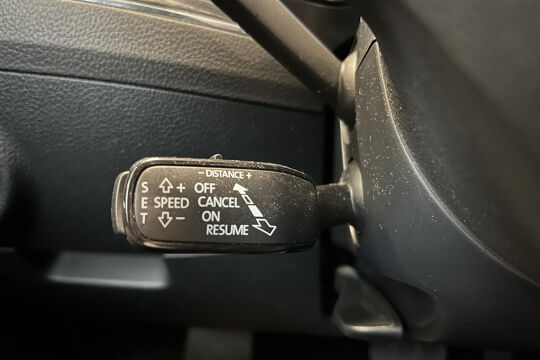 - DISTANCE +
S + OFF
E SPEED CANCEL
T - ON
RESUME